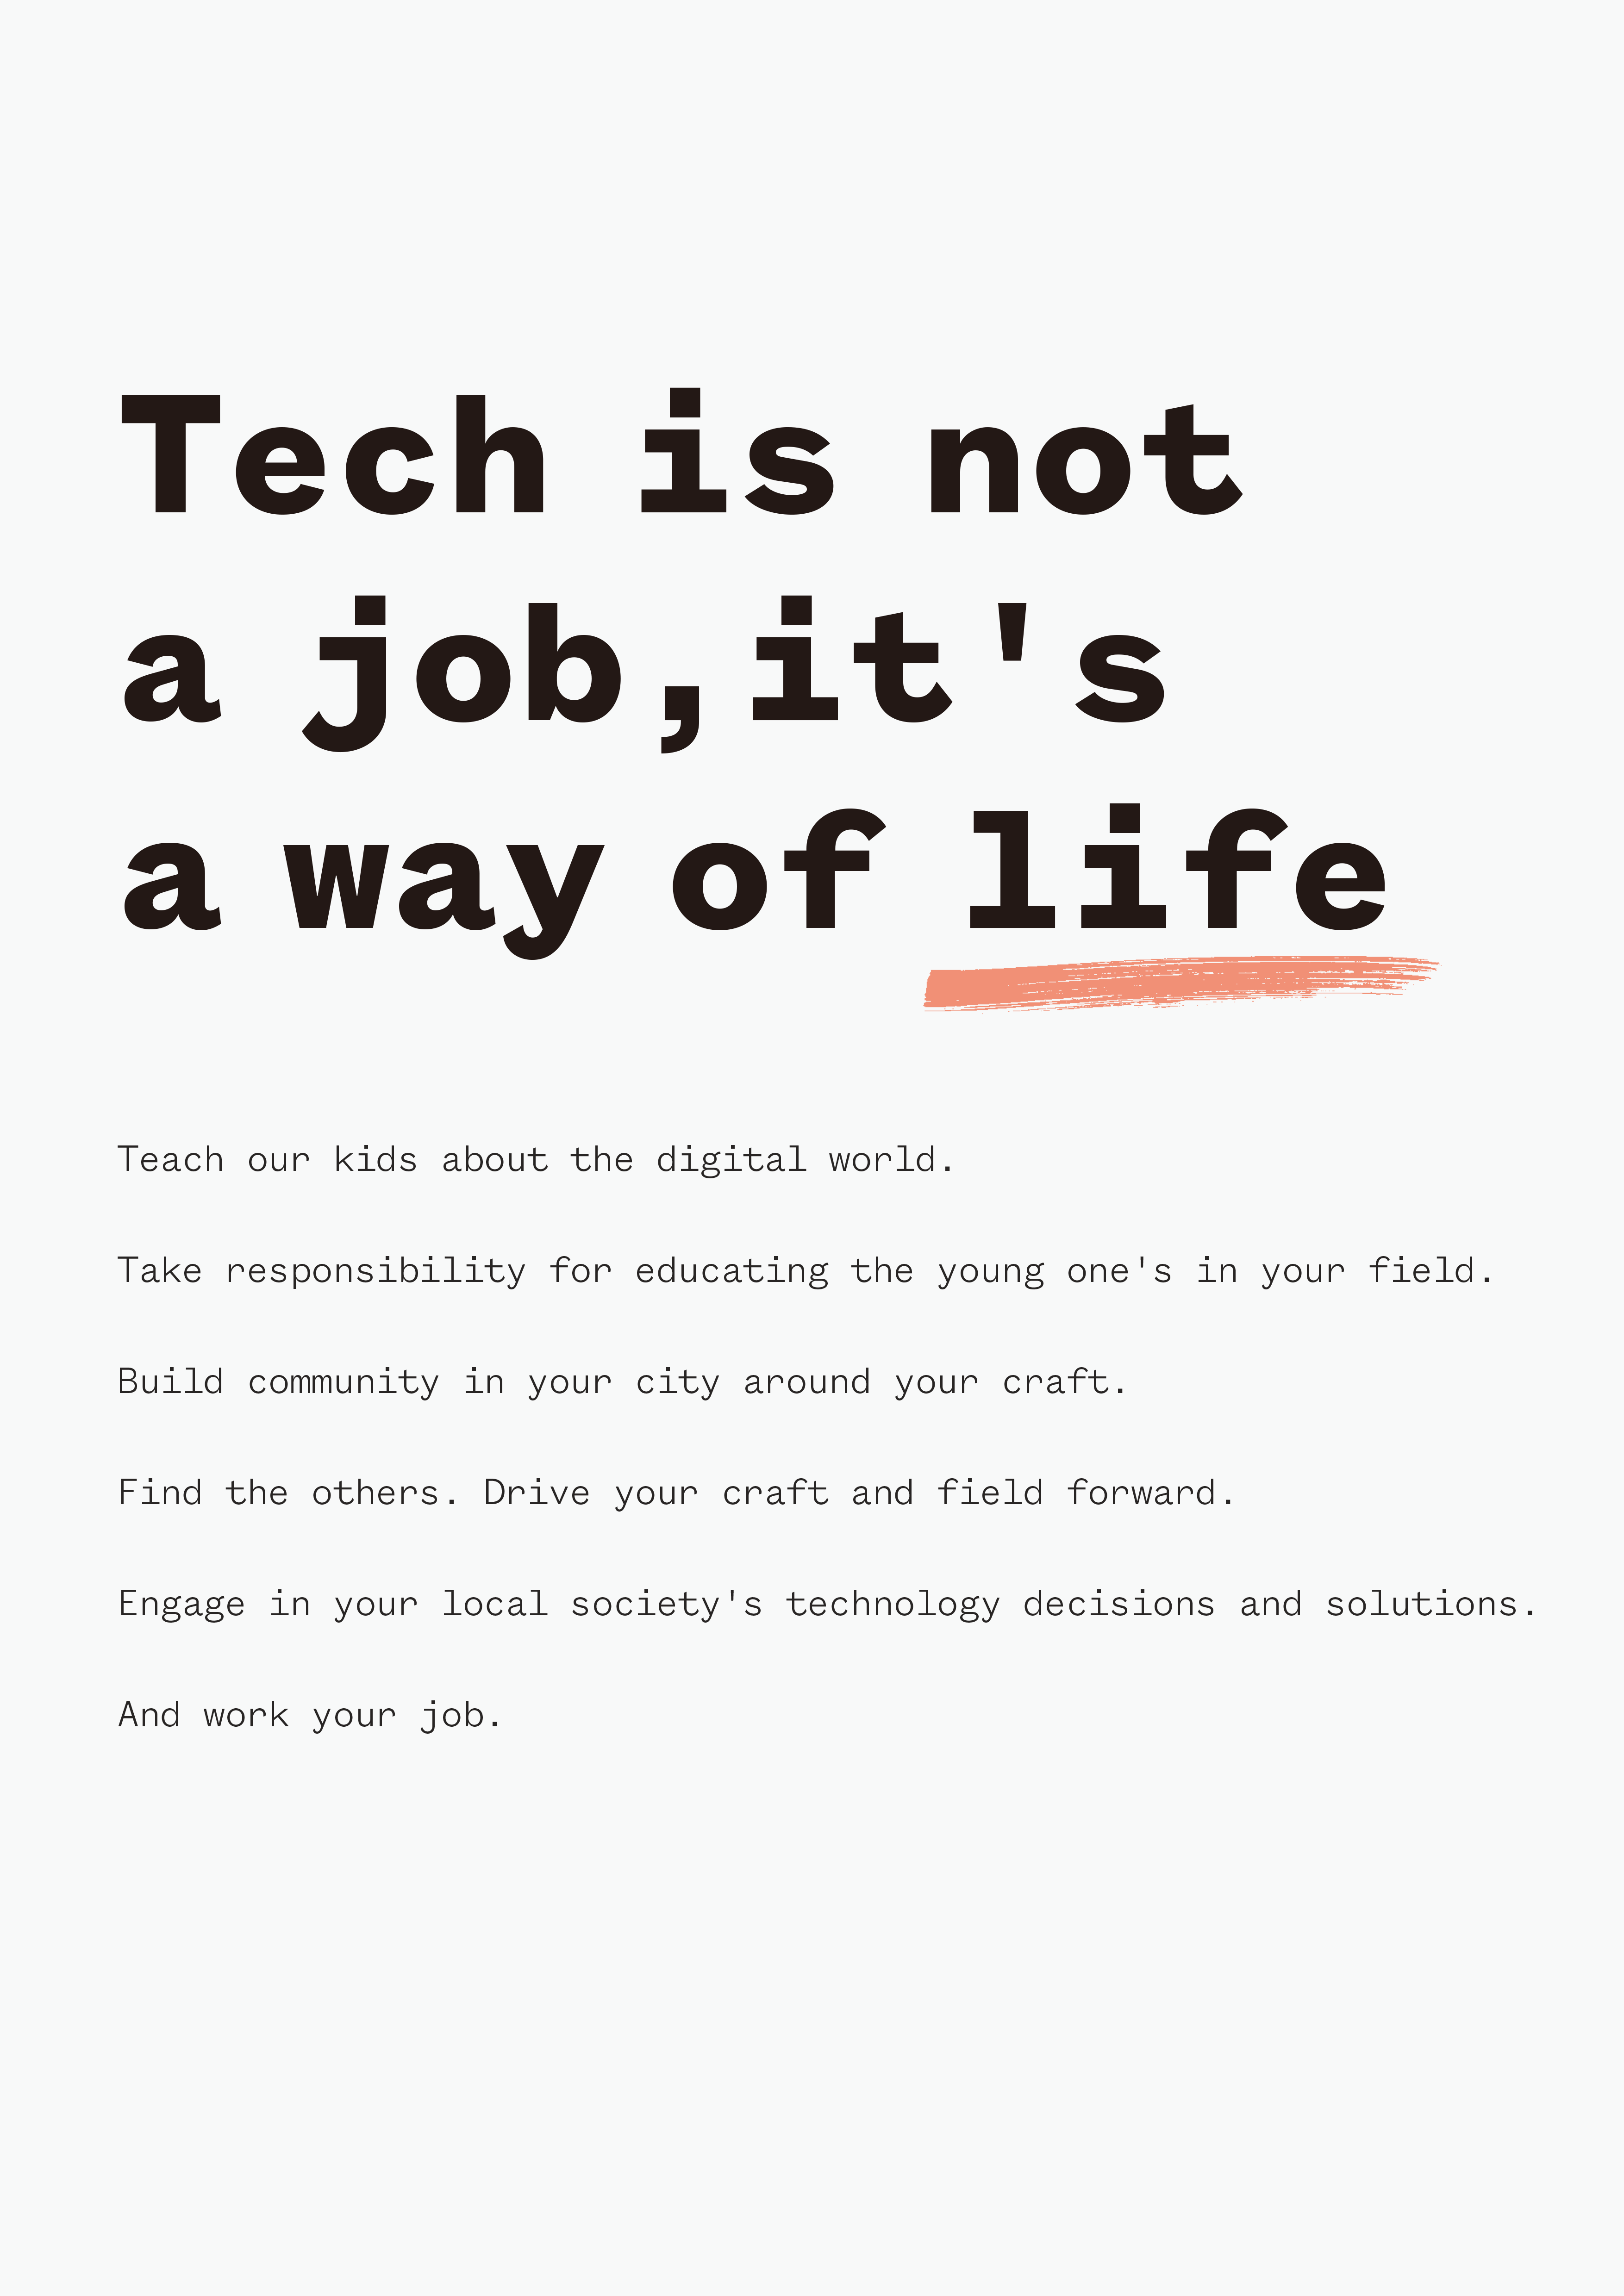 Tech is not
a job,it's
a way of life
Teach our kids about the digital world.
Take responsibility for educating the young one's in your field.
Build community in your city around your craft.
Find the others. Drive your craft and field forward.
Engage in your local society's technology decisions and solutions.
And work your job.